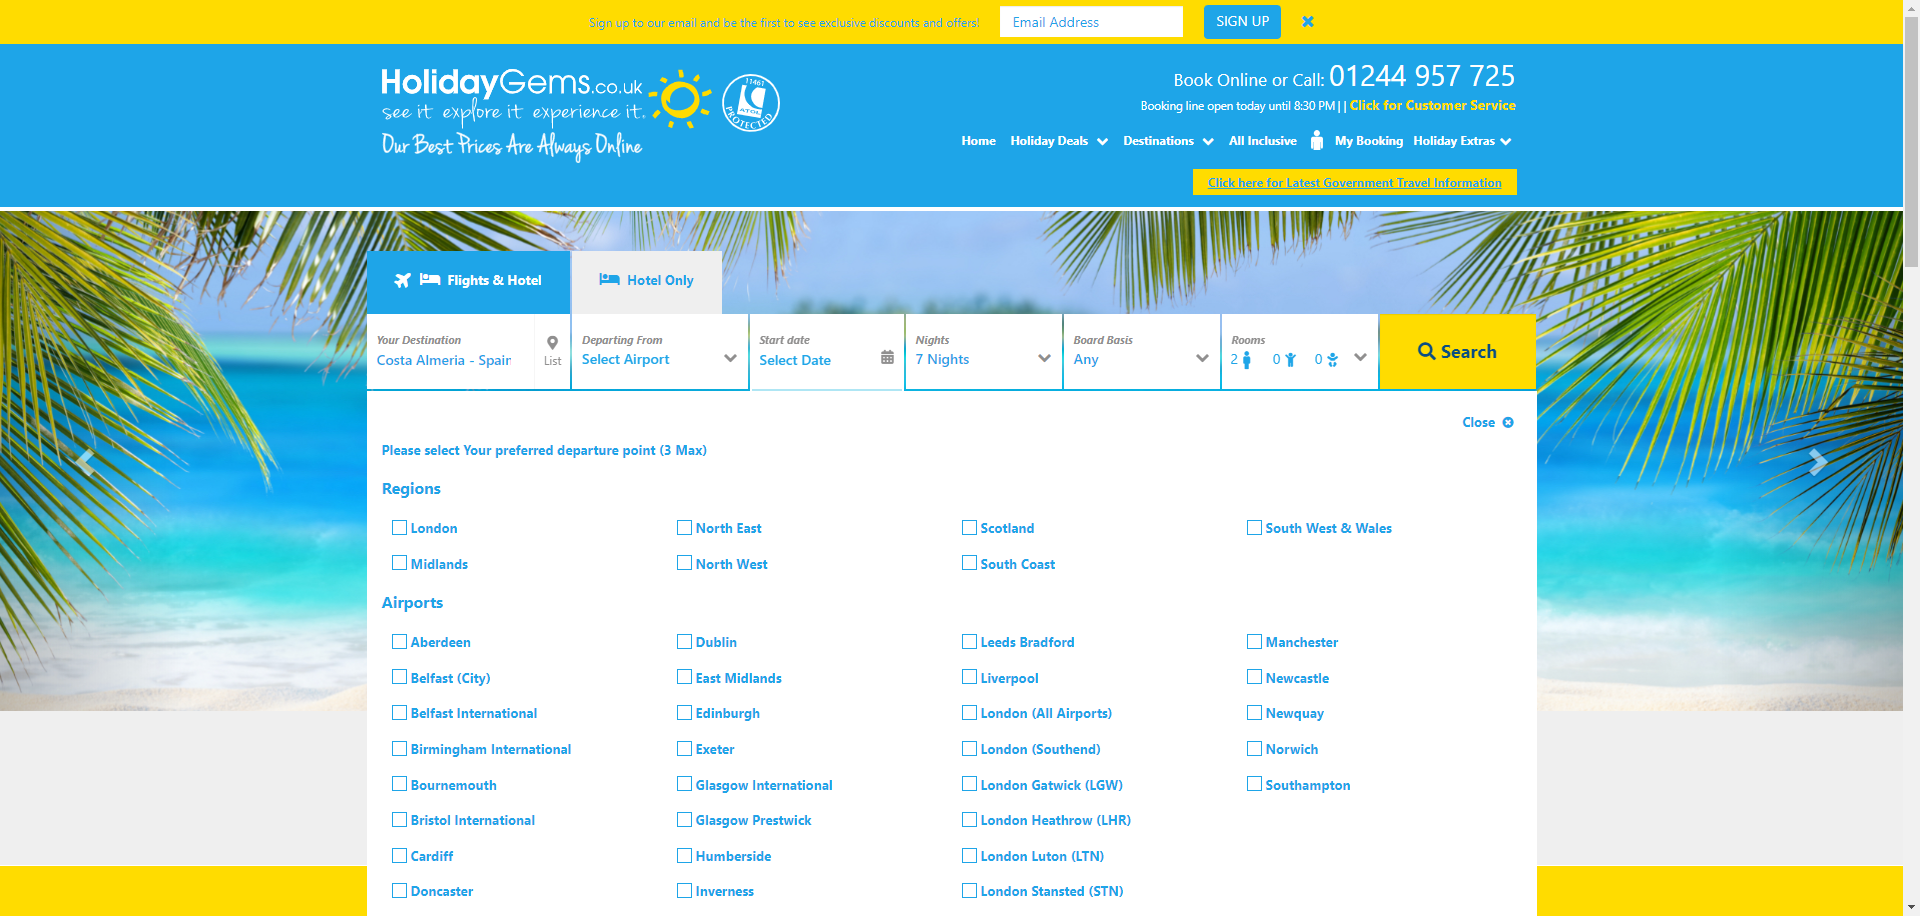 Sign up to our email and be the first to see exclusive discounts and offers!
Email Address
SIGN UP
HolidayGems.co.uk
see it explore it experience it.
Our Best Prices Are Always Online
11461
ATOL
PROTECTED
Book Online or Call: 01244 957 725
Booking line open today until 8:30 PM | | Click for Customer Service
Home Holiday Deals Destinations All Inclusive My Booking Holiday Extras
Click here for Latest Government Travel Information
Flights & Hotel
Hotel Only
Your Destination
Costa Almeria - Spain
List
Departing From
Select Airport
Start date
Select Date
Nights
7 Nights
Board Basis
Any
Rooms
2 0 0
Search
Close
Please select Your preferred departure point (3 Max)
Regions
London North East Scotland South West & Wales
Midlands North West South Coast
Airports
Aberdeen Dublin Leeds Bradford Manchester
Belfast (City) East Midlands Liverpool Newcastle
Belfast International Edinburgh London (All Airports) Newquay
Birmingham International Exeter London (Southend) Norwich
Bournemouth Glasgow International London Gatwick (LGW) Southampton
Bristol International Glasgow Prestwick London Heathrow (LHR)
Cardiff Humberside London Luton (LTN)
Doncaster Inverness London Stansted (STN)